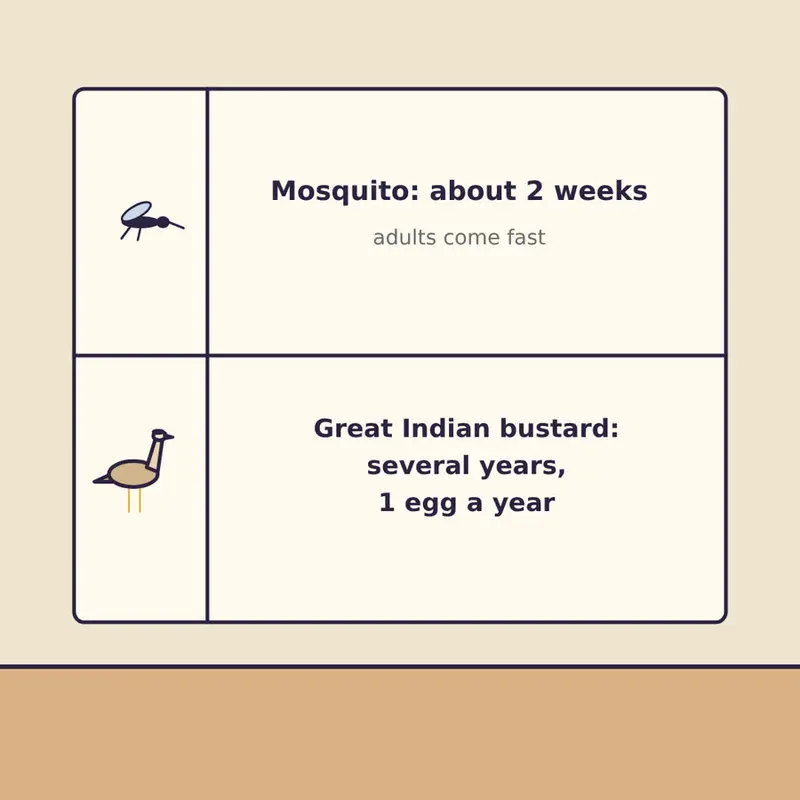 Mosquito: about 2 weeks
adults come fast
Great Indian bustard:
several years,
1 egg a year